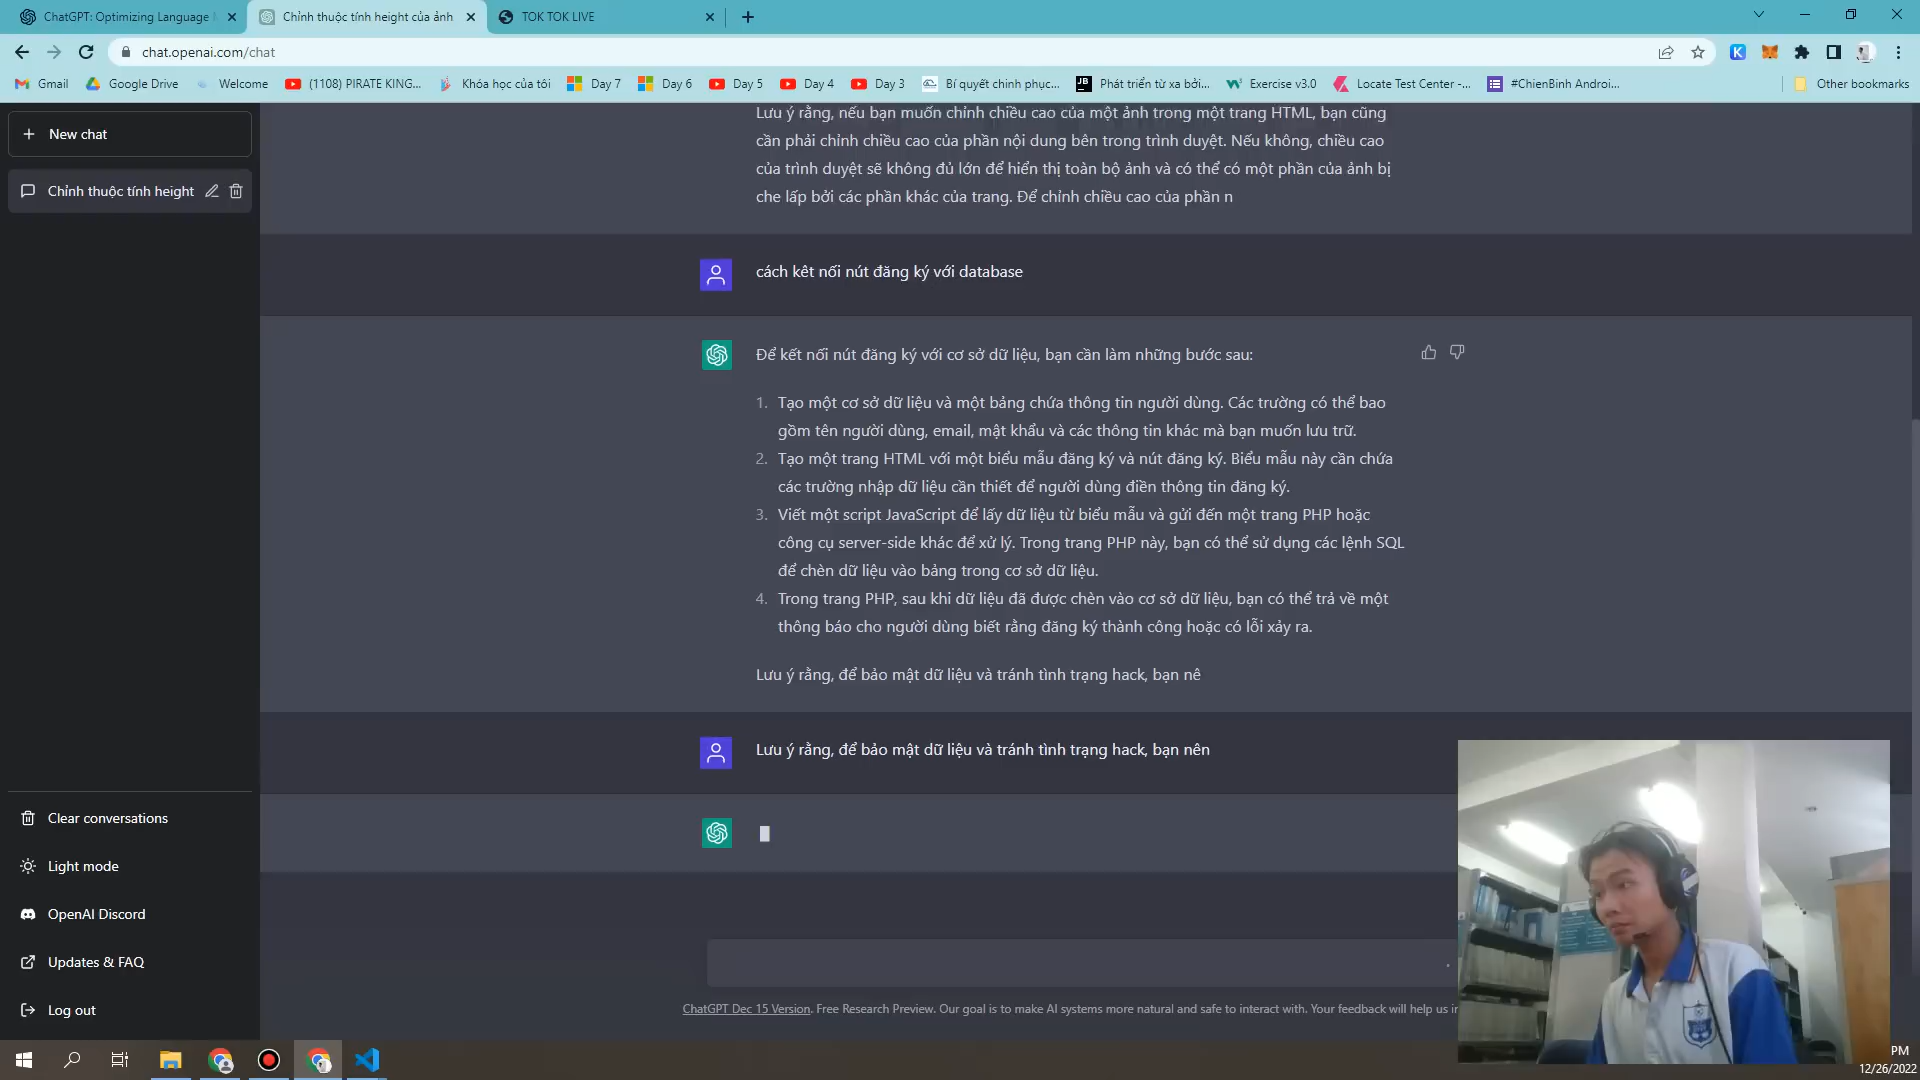 ChatGPT: Optimizing Language
Chỉnh thuộc tính height của ảnh
TOK TOK LIVE
chat.openai.com/chat
Gmail
Google Drive
Welcome
(1108) PIRATE KING...
Khóa học của tôi
Day 7
Day 6
Day 5
Day 4
Day 3
Bí quyết chinh phục...
Phát triển từ xa bởi...
Exercise v3.0
Locate Test Center -...
#ChienBinh Androi...
Other bookmarks
New chat
Chỉnh thuộc tính height
Lưu ý rằng, nếu bạn muốn chỉnh chiều cao của một ảnh trong một trang HTML, bạn cũng
cần phải chỉnh chiều cao của phần nội dung bên trong trình duyệt. Nếu không, chiều cao
của trình duyệt sẽ không đủ lớn để hiển thị toàn bộ ảnh và có thể có một phần của ảnh bị
che lấp bởi các phần khác của trang. Để chỉnh chiều cao của phần n
cách kêt nối nút đăng ký với database
Để kết nối nút đăng ký với cơ sở dữ liệu, bạn cần làm những bước sau:
1. Tạo một cơ sở dữ liệu và một bảng chứa thông tin người dùng. Các trường có thể bao
gồm tên người dùng, email, mật khẩu và các thông tin khác mà bạn muốn lưu trữ.
2. Tạo một trang HTML với một biểu mẫu đăng ký và nút đăng ký. Biểu mẫu này cần chứa
các trường nhập dữ liệu cần thiết để người dùng điền thông tin đăng ký.
3. Viết một script JavaScript để lấy dữ liệu từ biểu mẫu và gửi đến một trang PHP hoặc
công cụ server-side khác để xử lý. Trong trang PHP này, bạn có thể sử dụng các lệnh SQL
để chèn dữ liệu vào bảng trong cơ sở dữ liệu.
4. Trong trang PHP, sau khi dữ liệu đã được chèn vào cơ sở dữ liệu, bạn có thể trả về một
thông báo cho người dùng biết rằng đăng ký thành công hoặc có lỗi xảy ra.
Lưu ý rằng, để bảo mật dữ liệu và tránh tình trạng hack, bạn nê
Lưu ý rằng, để bảo mật dữ liệu và tránh tình trạng hack, bạn nên
Clear conversations
Light mode
OpenAI Discord
Updates & FAQ
Log out
ChatGPT Dec 15 Version. Free Research Preview. Our goal is to make AI systems more natural and safe to interact with. Your feedback will help us
PM
12/26/2022